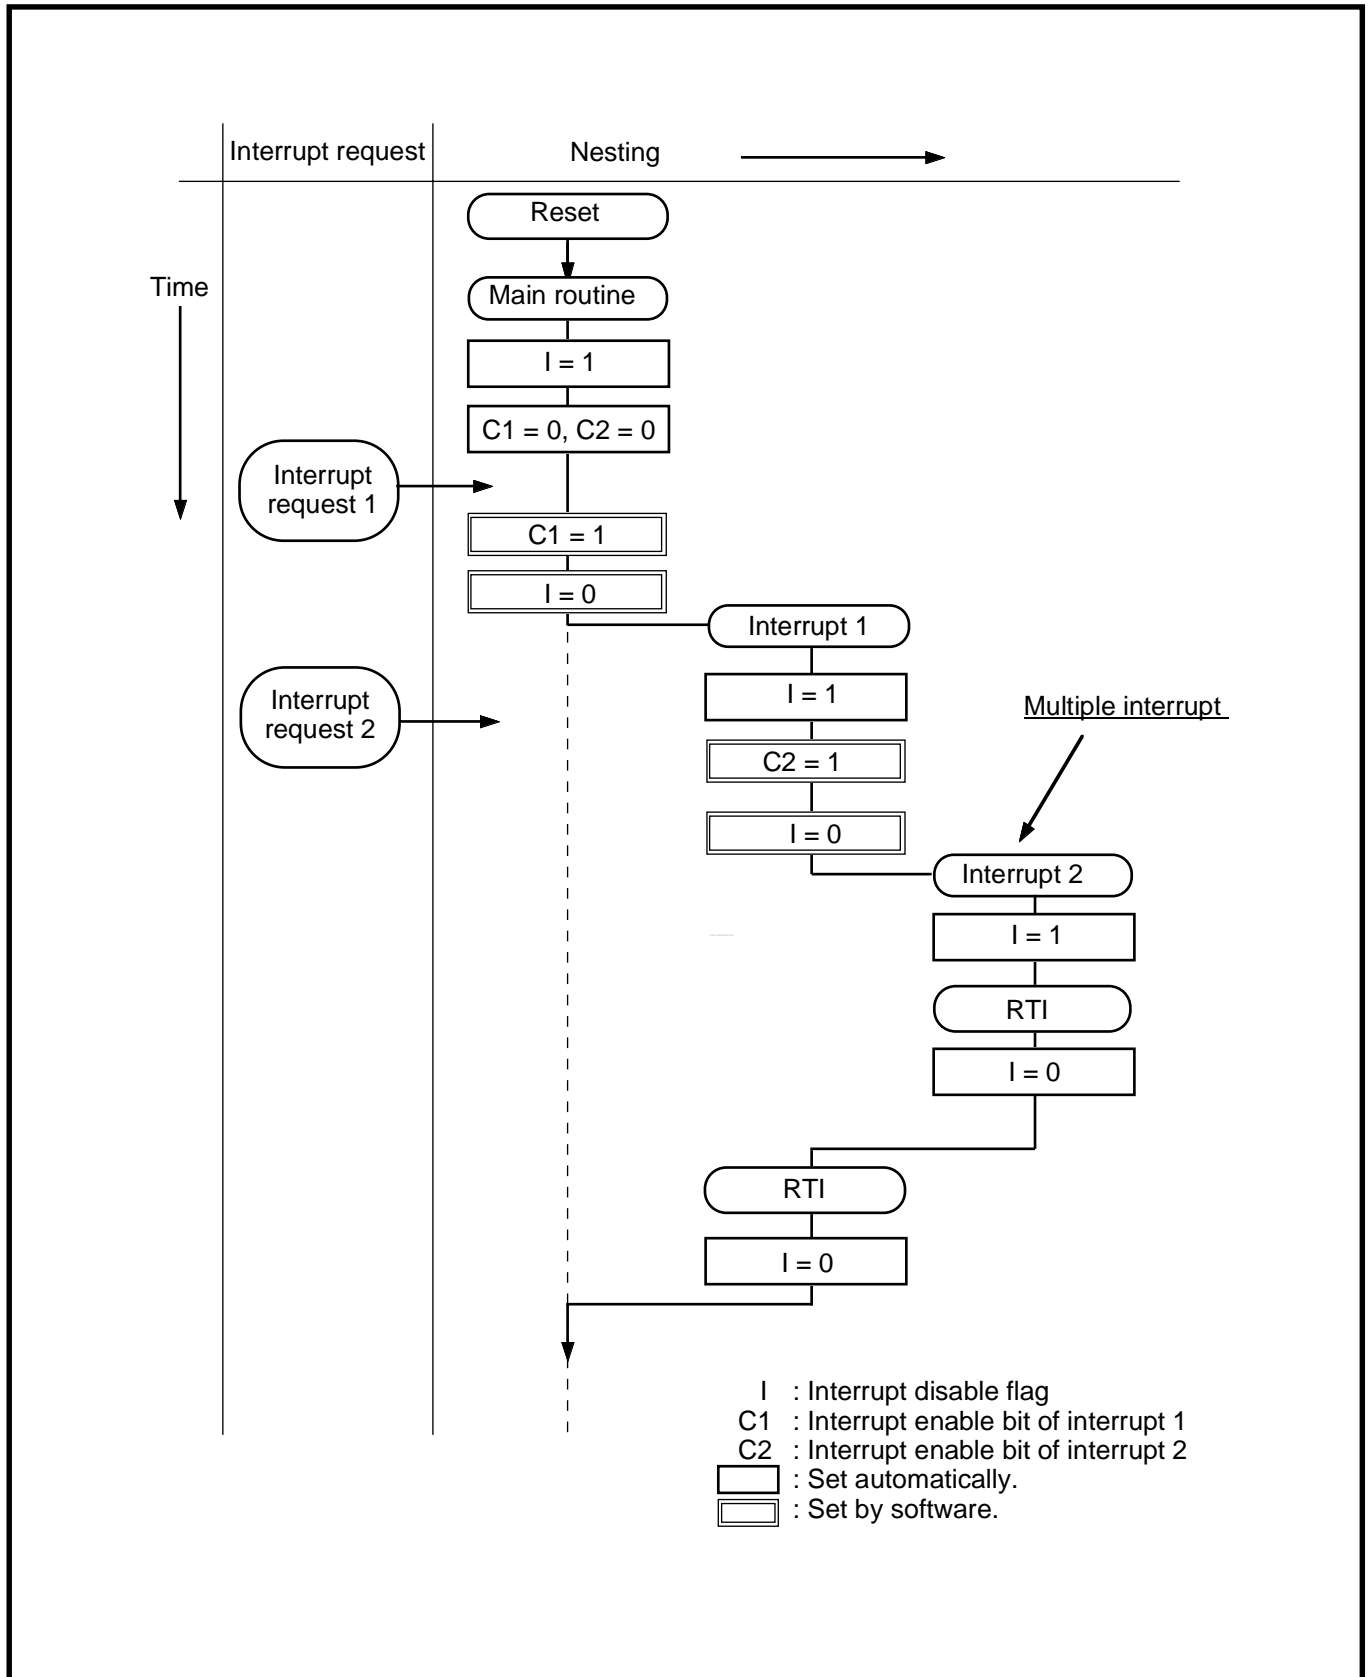 Interrupt request
Nesting
Reset
Time
Main routine
I = 1
C1 = 0, C2 = 0
Interrupt
request 1
C1 = 1
I = 0
Interrupt 1
Interrupt
request 2
I = 1
Multiple interrupt
C2 = 1
I = 0
Interrupt 2
I = 1
RTI
I = 0
RTI
I = 0
I : Interrupt disable flag
C1 : Interrupt enable bit of interrupt 1
C2 : Interrupt enable bit of interrupt 2
: Set automatically.
: Set by software.